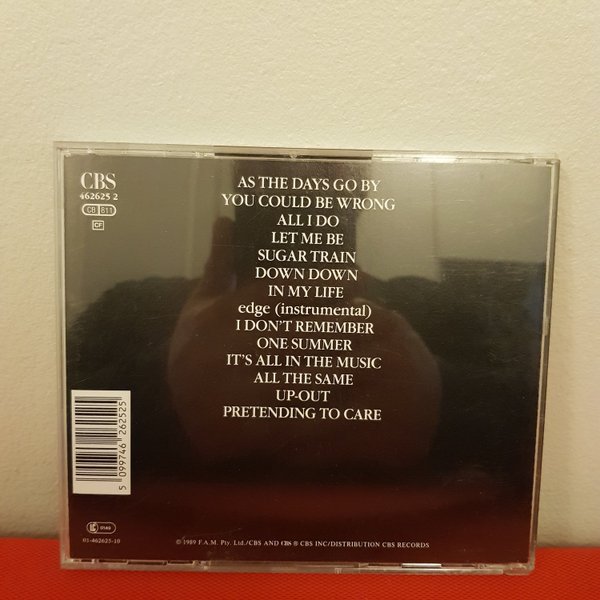 CBS
462625 2
CB 811
CF
AS THE DAYS GO BY
YOU COULD BE WRONG
ALL I DO
LET ME BE
SUGAR TRAIN
DOWN DOWN
IN MY LIFE
edge (instrumental)
I DON'T REMEMBER
ONE SUMMER
IT'S ALL IN THE MUSIC
ALL THE SAME
UP-OUT
PRETENDING TO CARE
5 099746 262525
LC 0149
01-462625-10
© 1989 F.A.M. Pty. Ltd./CBS AND CBS ® CBS INC/DISTRIBUTION CBS RECORDS